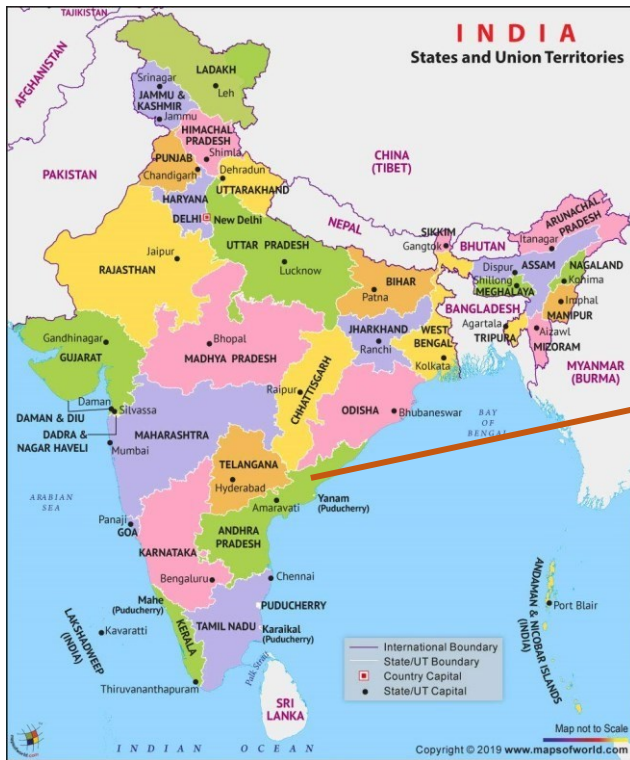 INDIA
States and Union Territories
TAJIKISTAN
AFGHANISTAN
PAKISTAN
CHINA
(TIBET)
NEPAL
BHUTAN
BANGLADESH
MYANMAR
(BURMA)
SRI
LANKA
LADAKH
Leh
Srinagar
JAMMU &
KASHMIR
Jammu
HIMACHAL
PRADESH
Shimla
PUNJAB
Chandigarh
Dehradun
UTTARAKHAND
HARYANA
DELHI
New Delhi
UTTAR PRADESH
Lucknow
Jaipur
RAJASTHAN
BIHAR
Patna
SIKKIM
Gangtok
ARUNACHAL
PRADESH
Itanagar
ASSAM
Dispur
NAGALAND
Kohima
Shillong
MEGHALAYA
Imphal
MANIPUR
Agartala
TRIPURA
Aizawl
MIZORAM
Gandhinagar
GUJARAT
Bhopal
MADHYA PRADESH
JHARKHAND
Ranchi
WEST
BENGAL
Kolkata
Raipur
CHHATTISGARH
ODISHA
Bhubaneswar
BAY
OF
BENGAL
Daman
Silvassa
DAMAN & DIU
DADRA &
NAGAR HAVELI
MAHARASHTRA
Mumbai
TELANGANA
Hyderabad
ARABIAN
SEA
Amaravati
Yanam
(Puducherry)
Panaji
GOA
KARNATAKA
ANDHRA
PRADESH
Bengaluru
Chennai
Mahe
(Puducherry)
PUDUCHERRY
TAMIL NADU
Karaikal
(Puducherry)
KERALA
LAKSHADWEEP
(INDIA)
Kavaratti
Thiruvananthapuram
Palk Strait
ANDAMAN & NICOBAR ISLANDS
(INDIA)
Port Blair
International Boundary
State/UT Boundary
Country Capital
State/UT Capital
INDIAN OCEAN
Map not to Scale
Copyright © 2019 www.mapsofworld.com